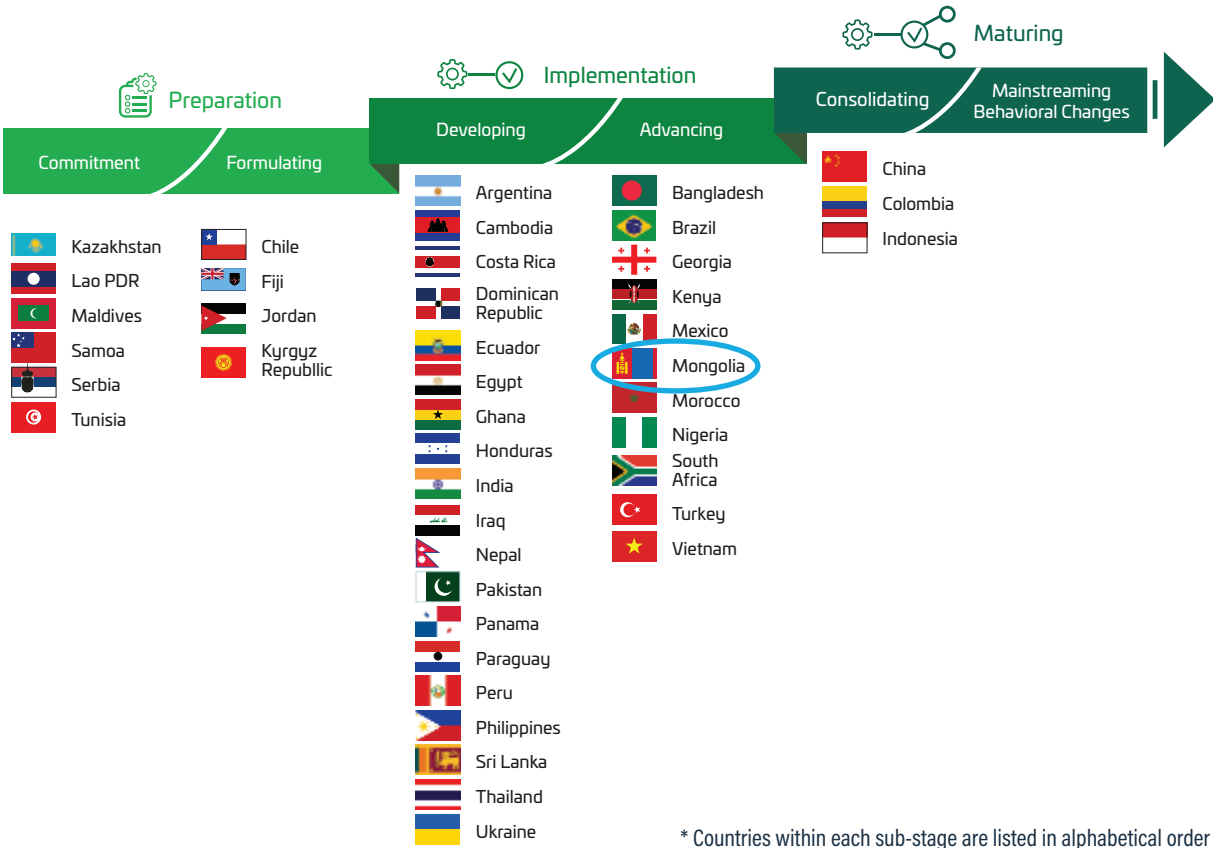 Preparation
Implementation
Maturing
Commitment
Formulating
Developing
Advancing
Consolidating
Mainstreaming
Behavioral Changes
Kazakhstan
Lao PDR
Maldives
Samoa
Serbia
Tunisia
Chile
Fiji
Jordan
Kyrgyz
Republlic
Argentina
Cambodia
Costa Rica
Dominican
Republic
Ecuador
Egypt
Ghana
Honduras
India
Iraq
Nepal
Pakistan
Panama
Paraguay
Peru
Philippines
Sri Lanka
Thailand
Ukraine
Bangladesh
Brazil
Georgia
Kenya
Mexico
Mongolia
Morocco
Nigeria
South
Africa
Turkey
Vietnam
China
Colombia
Indonesia
* Countries within each sub-stage are listed in alphabetical order